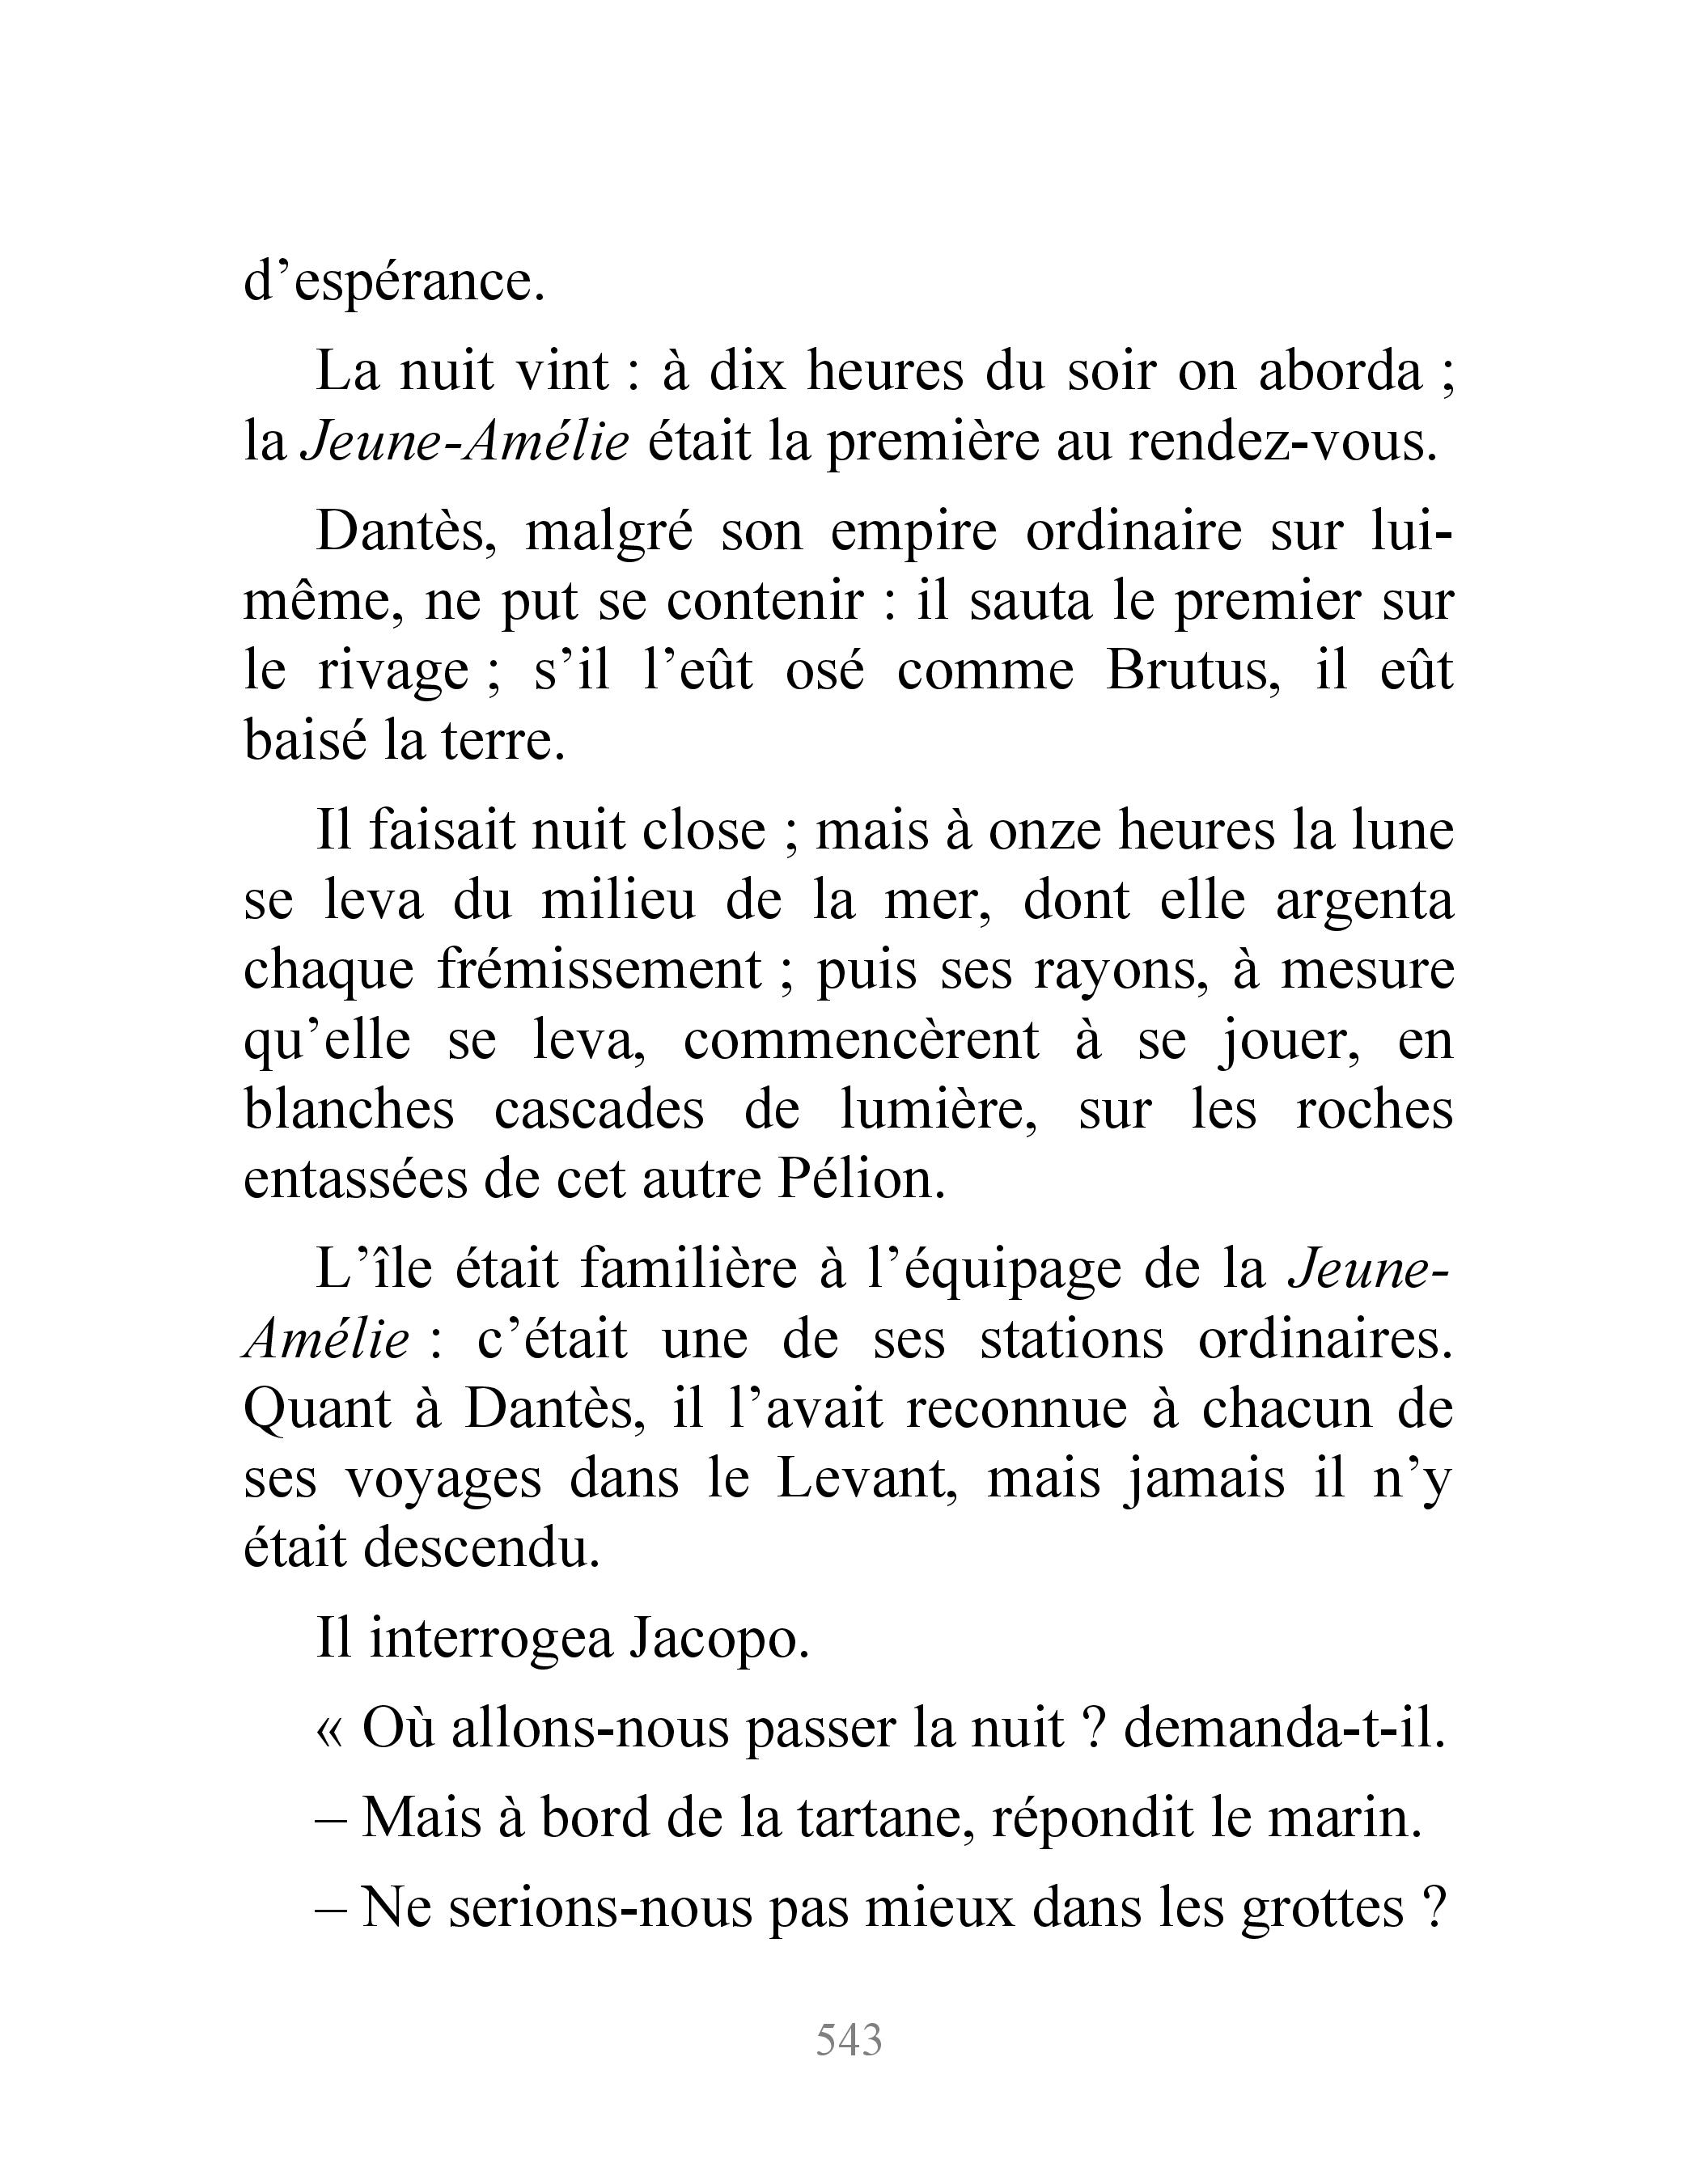 d’espérance.
La nuit vint : à dix heures du soir on aborda ;
la Jeune-Amélie était la première au rendez-vous.
Dantès, malgré son empire ordinaire sur lui-
même, ne put se contenir : il sauta le premier sur
le rivage ; s’il l’eût osé comme Brutus, il eût
baisé la terre.
Il faisait nuit close ; mais à onze heures la lune
se leva du milieu de la mer, dont elle argenta
chaque frémissement ; puis ses rayons, à mesure
qu’elle se leva, commencèrent à se jouer, en
blanches cascades de lumière, sur les roches
entassées de cet autre Pélion.
L’île était familière à l’équipage de la Jeune-
Amélie : c’était une de ses stations ordinaires.
Quant à Dantès, il l’avait reconnue à chacun de
ses voyages dans le Levant, mais jamais il n’y
était descendu.
Il interrogea Jacopo.
« Où allons-nous passer la nuit ? demanda-t-il.
– Mais à bord de la tartane, répondit le marin.
– Ne serions-nous pas mieux dans les grottes ?
543